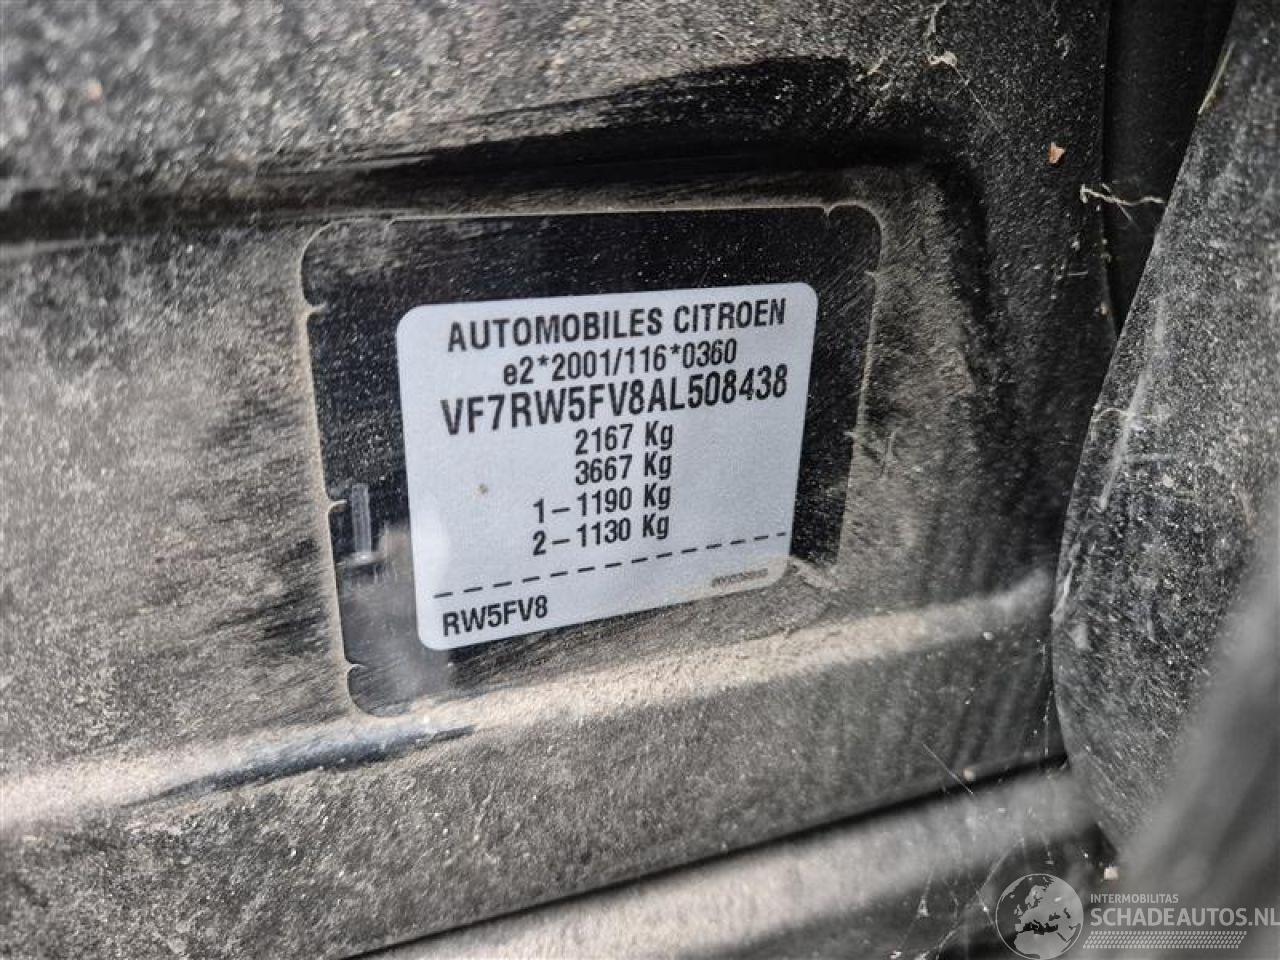 AUTOMOBILES CITROEN
e2*2001/116*0360
VF7RW5FV8AL508438
2167 Kg
3667 Kg
1-1190 Kg
2-1130 Kg
RW5FV8
INTERMOBILITAS
SCHADEAUTOS.NL